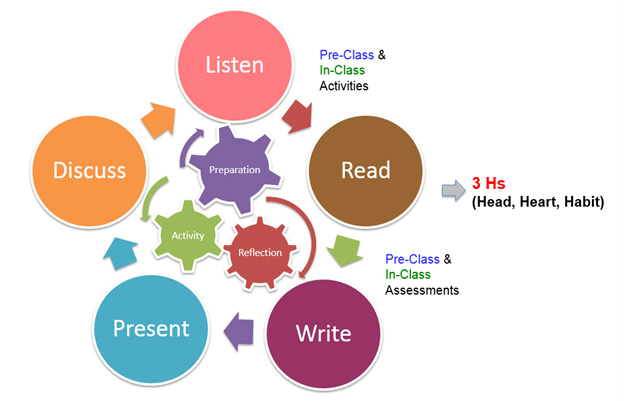 Listen
Pre-Class &
In-Class
Activities
Discuss
Preparation
Read
3 Hs
(Head, Heart, Habit)
Activity
Reflection
Pre-Class &
In-Class
Assessments
Present
Write